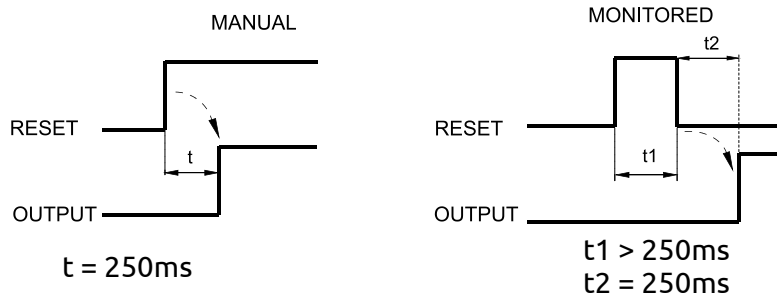 MANUAL
RESET
t
OUTPUT
t = 250ms
MONITORED
t2
RESET
t1
OUTPUT
t1 > 250ms
t2 = 250ms